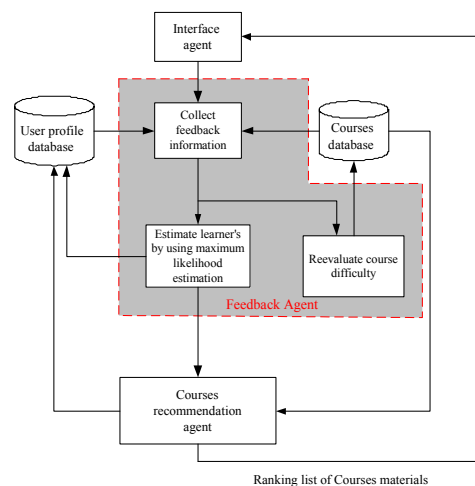 Interface
agent
Collect
feedback
information
User profile
database
Courses
database
Estimate learner's
by using maximum
likelihood
estimation
Reevaluate course
difficulty
Feedback Agent
Courses
recommendation
agent
Ranking list of Courses materials